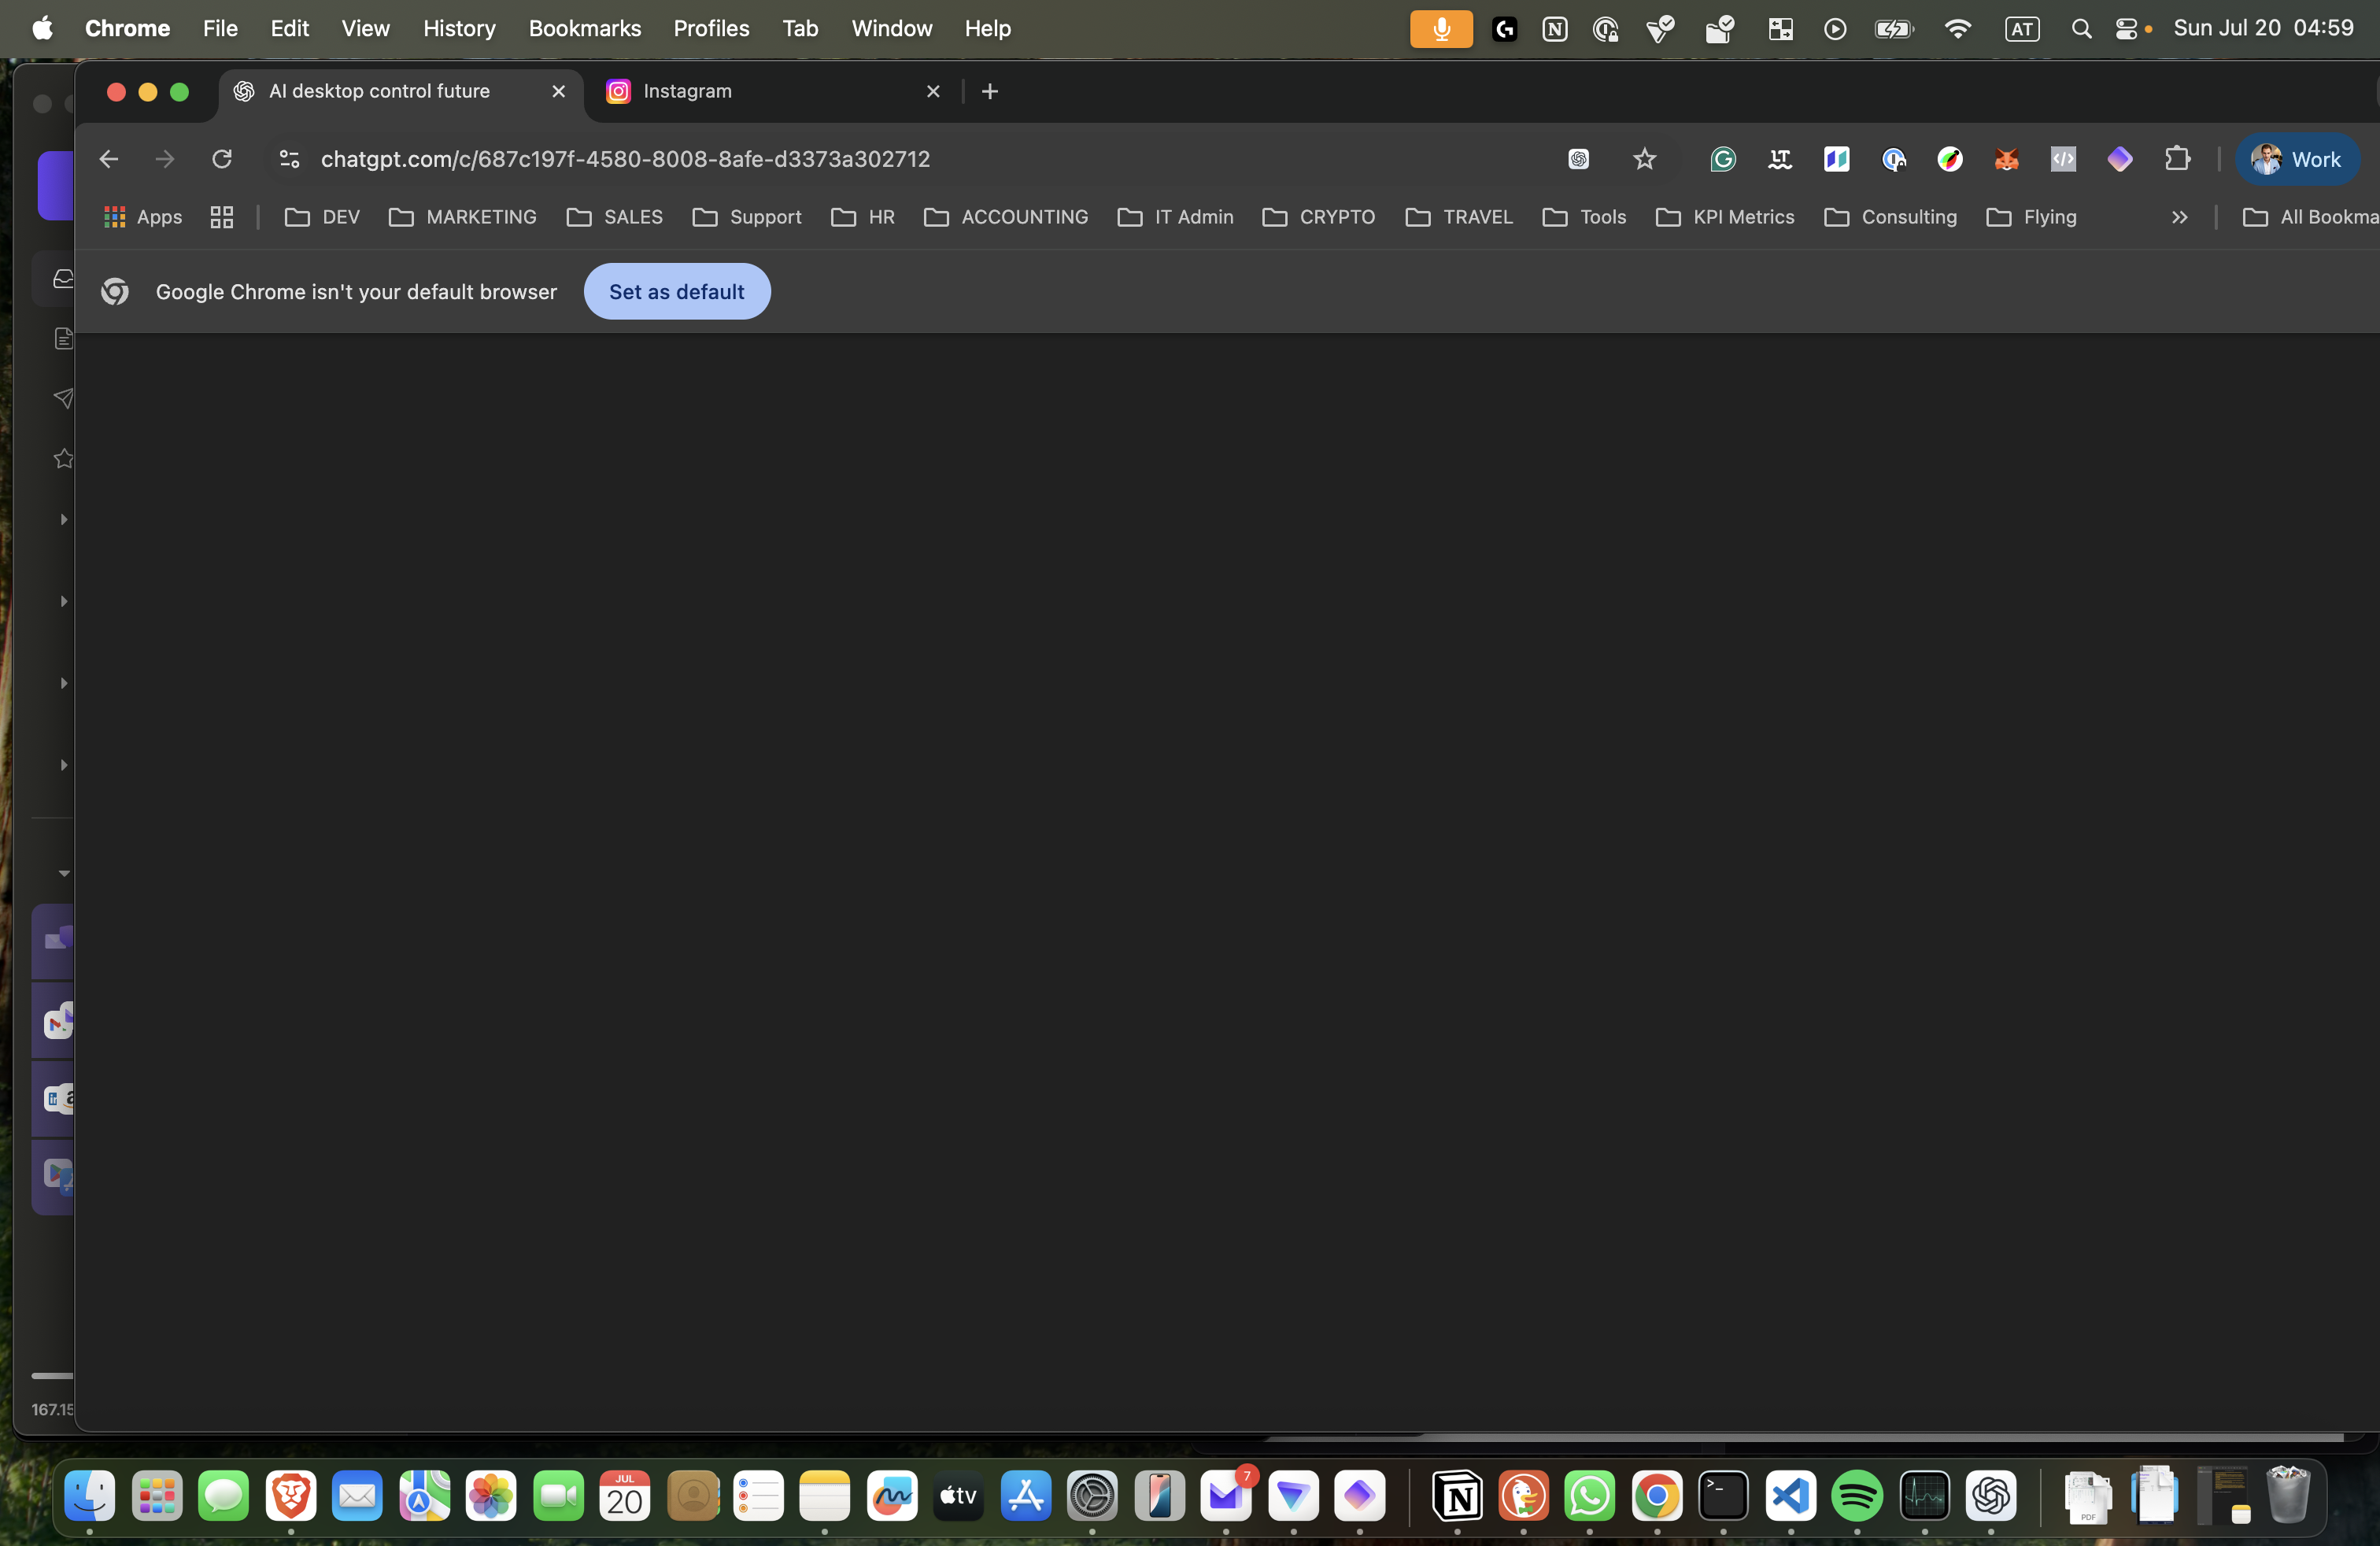 Chrome File Edit View History Bookmarks Profiles Tab Window Help AT Sun Jul 20 04:59
AI desktop control future Instagram
chatgpt.com/c/687c197f-4580-8008-8afe-d3373a302712 Work
Apps DEV MARKETING SALES Support HR ACCOUNTING IT Admin CRYPTO TRAVEL Tools KPI Metrics Consulting Flying All Bookma
Google Chrome isn't your default browser Set as default
167.15
JUL
20
tv
7
PDF